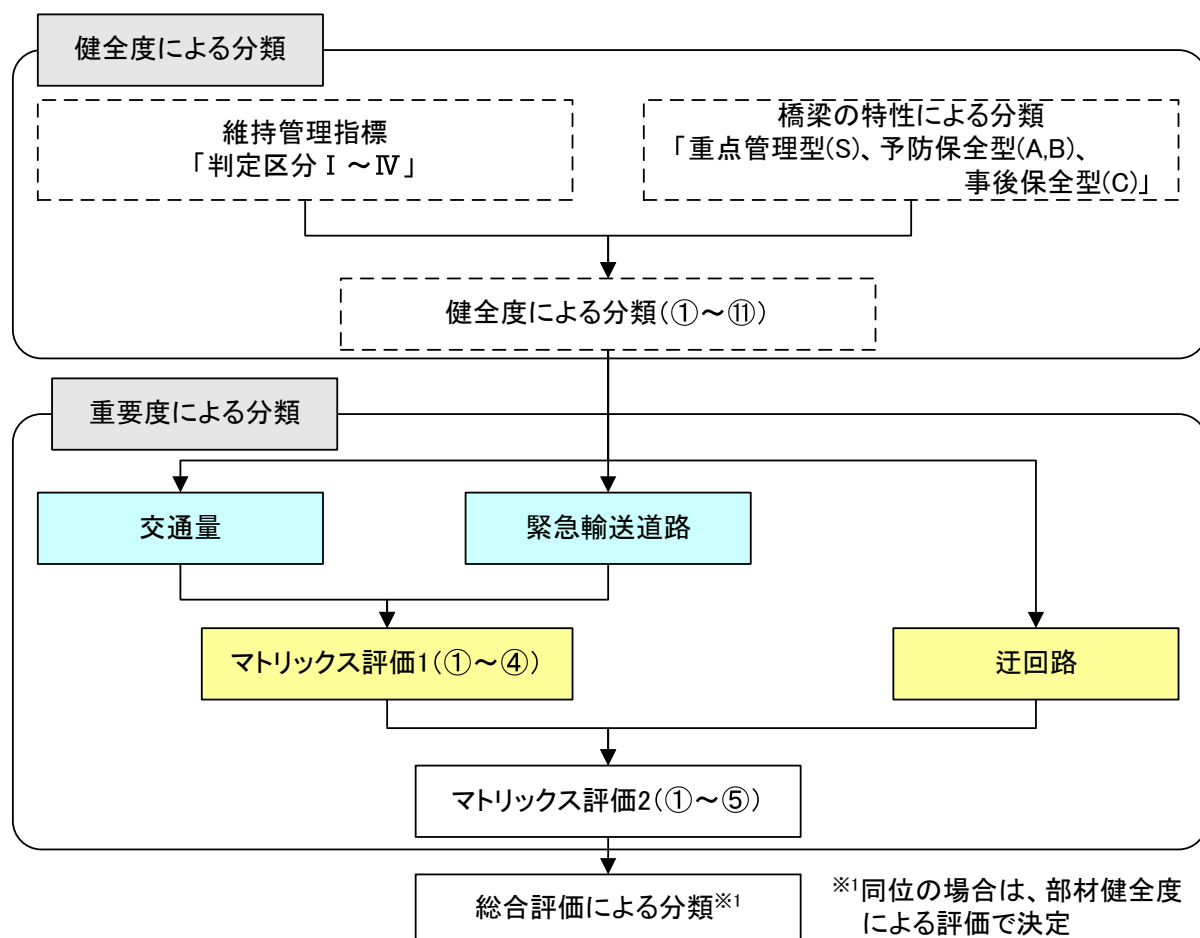 健全度による分類
維持管理指標
「判定区分Ⅰ～Ⅳ」
橋梁の特性による分類
「重点管理型(S)、予防保全型(A,B)、
事後保全型(C)」
健全度による分類(①～⑪)
重要度による分類
交通量
緊急輸送道路
マトリックス評価1(①～④)
迂回路
マトリックス評価2(①～⑤)
総合評価による分類※1
※1同位の場合は、部材健全度
による評価で決定